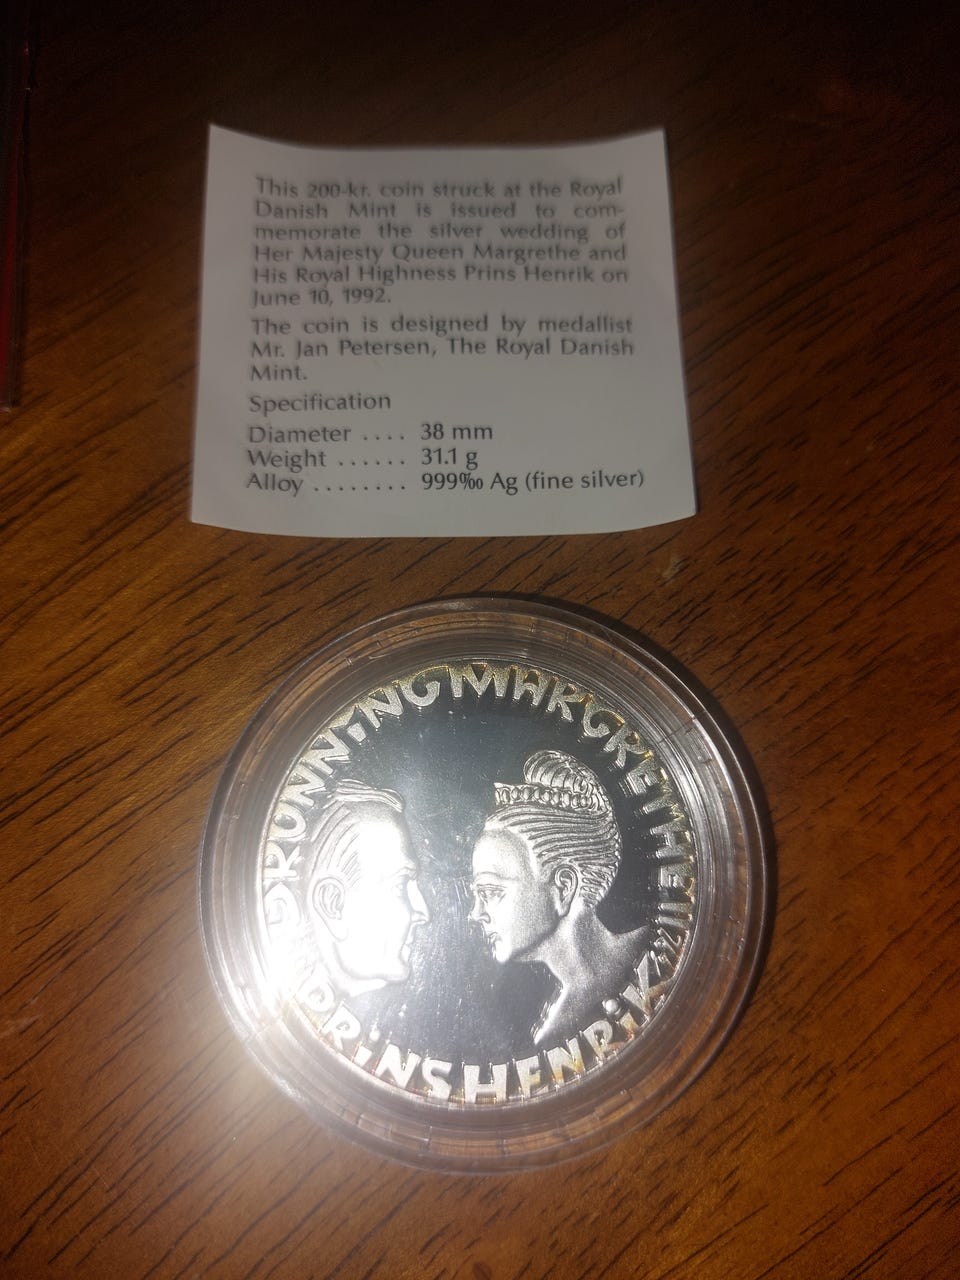 This 200-kr. coin struck at the Royal
Danish Mint is issued to com-
memorate the silver wedding of
Her Majesty Queen Margrethe and
His Royal Highness Prins Henrik on
June 10, 1992.
The coin is designed by medallist
Mr. Jan Petersen, The Royal Danish
Mint.
Specification
Diameter .... 38 mm
Weight ...... 31.1 g
Alloy ........ 999‰ Ag (fine silver)
DRONNiNG MARGRETHE II
PRiNS HENRiK